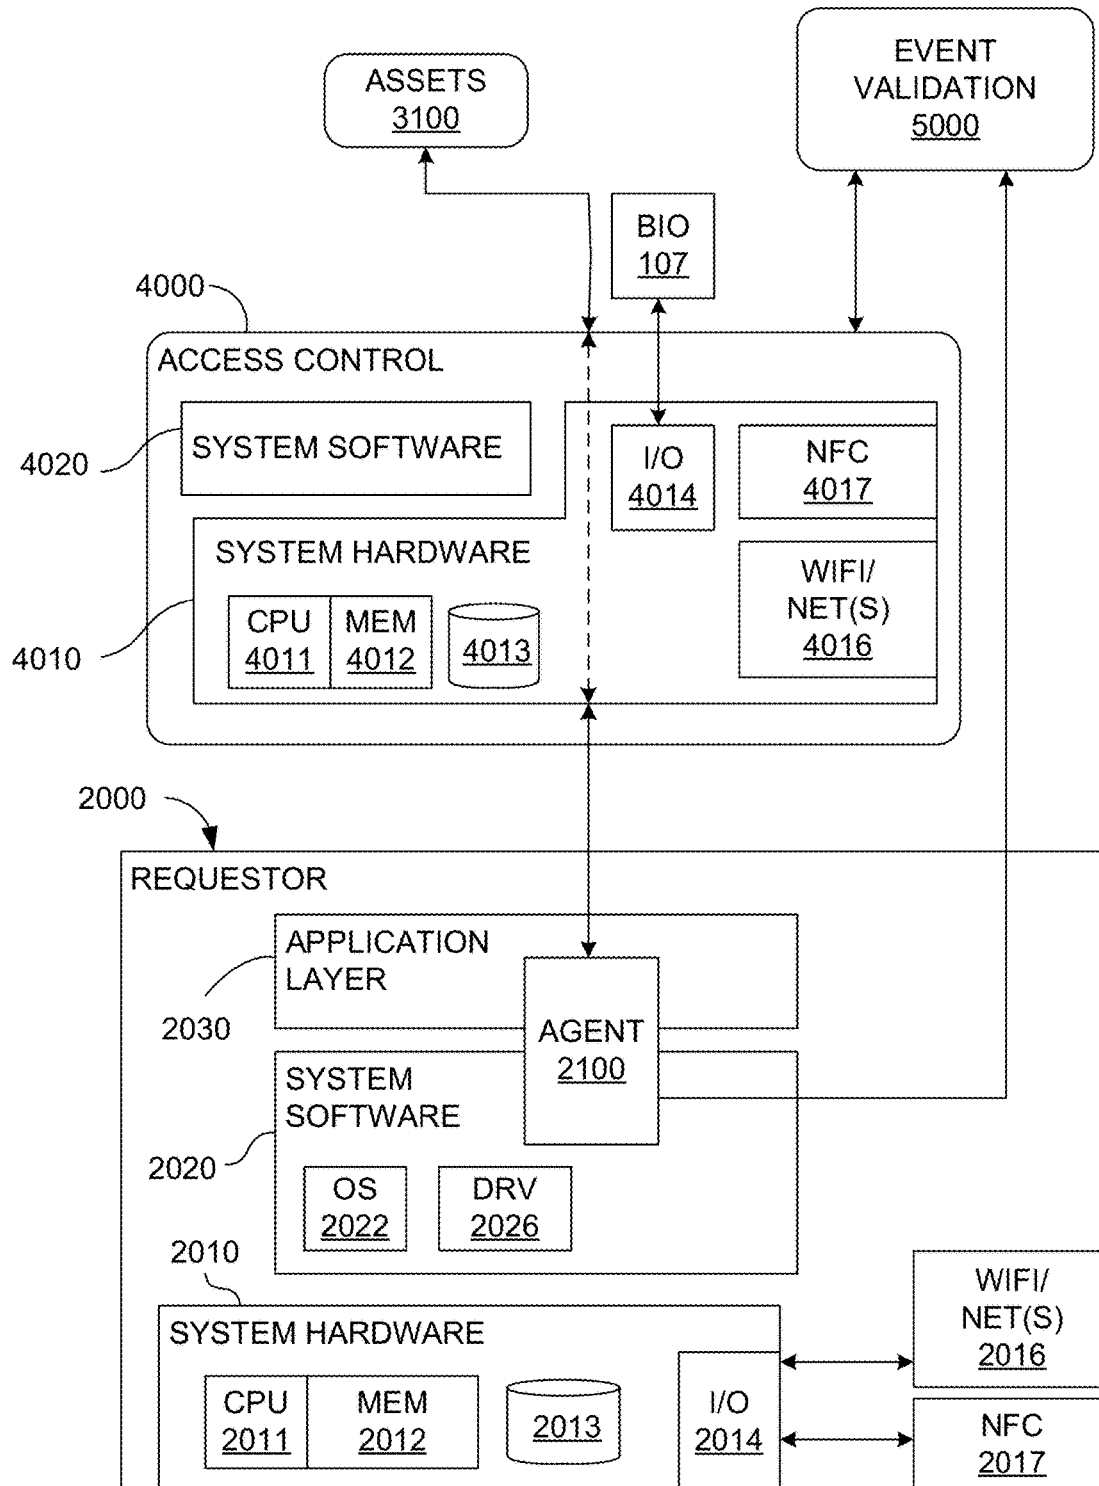 ASSETS
3100
EVENT
VALIDATION
5000
BIO
107
4000
ACCESS CONTROL
4020
SYSTEM SOFTWARE
I/O
4014
NFC
4017
SYSTEM HARDWARE
WIFI/
NET(S)
4016
4010
CPU
4011
MEM
4012
4013
2000
REQUESTOR
APPLICATION
LAYER
2030
AGENT
2100
SYSTEM
SOFTWARE
2020
OS
2022
DRV
2026
2010
SYSTEM HARDWARE
CPU
2011
MEM
2012
2013
I/O
2014
WIFI/
NET(S)
2016
NFC
2017